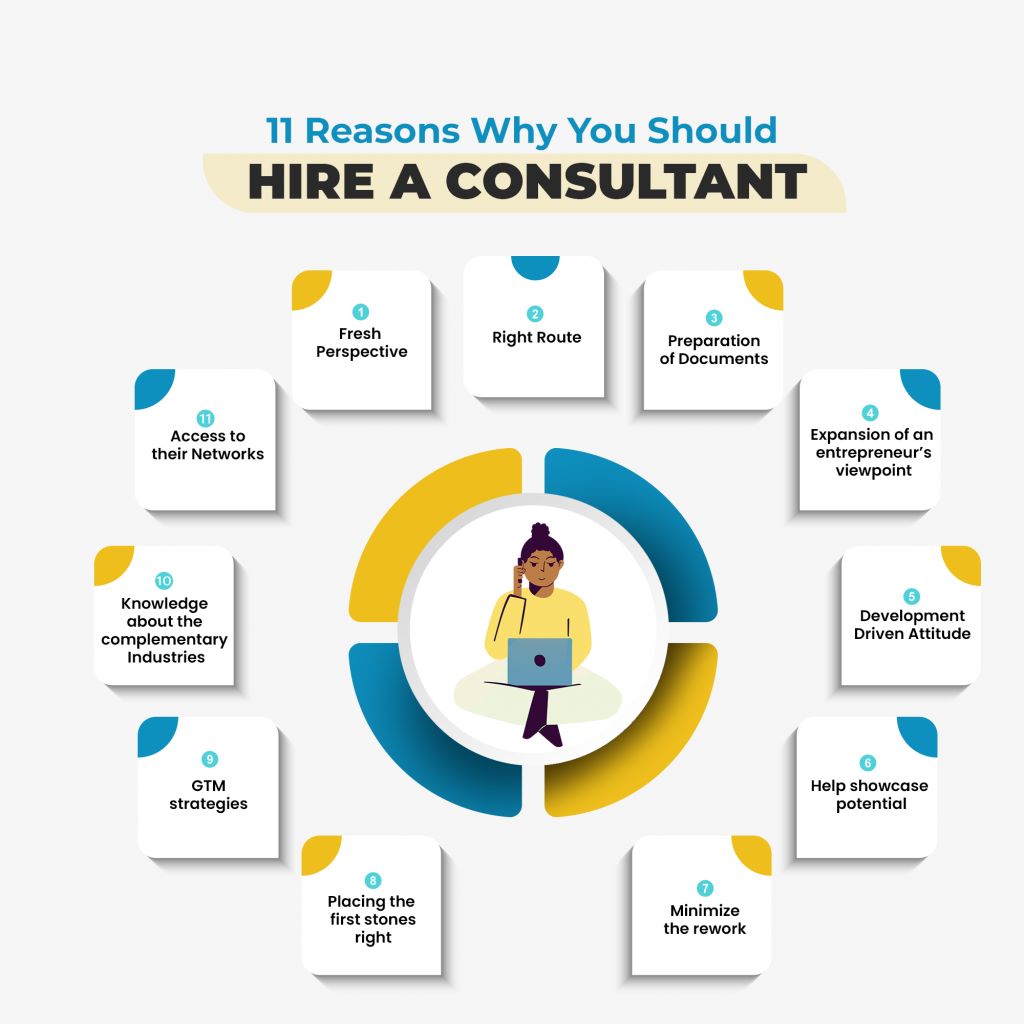 11 Reasons Why You Should
HIRE A CONSULTANT
1
Fresh
Perspective
2
Right Route
3
Preparation
of Documents
4
Expansion of an
entrepreneur’s
viewpoint
5
Development
Driven Attitude
6
Help showcase
potential
7
Minimize
the rework
8
Placing the
first stones
right
9
GTM
strategies
10
Knowledge
about the
complementary
Industries
11
Access to
their Networks